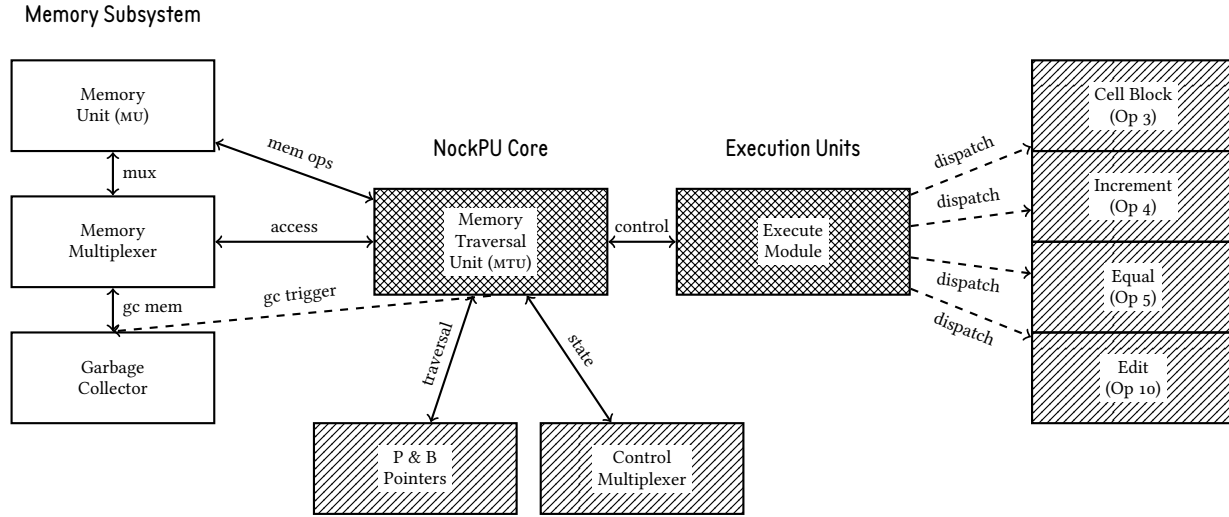 Memory Subsystem
Memory
Unit (MU)
mux
Memory
Multiplexer
gc mem
Garbage
Collector
mem ops
access
gc trigger
NockPU Core
Memory
Traversal
Unit (MTU)
traversal
state
P & B
Pointers
Control
Multiplexer
control
Execution Units
Execute
Module
dispatch
dispatch
dispatch
dispatch
Cell Block
(Op 3)
Increment
(Op 4)
Equal
(Op 5)
Edit
(Op 10)